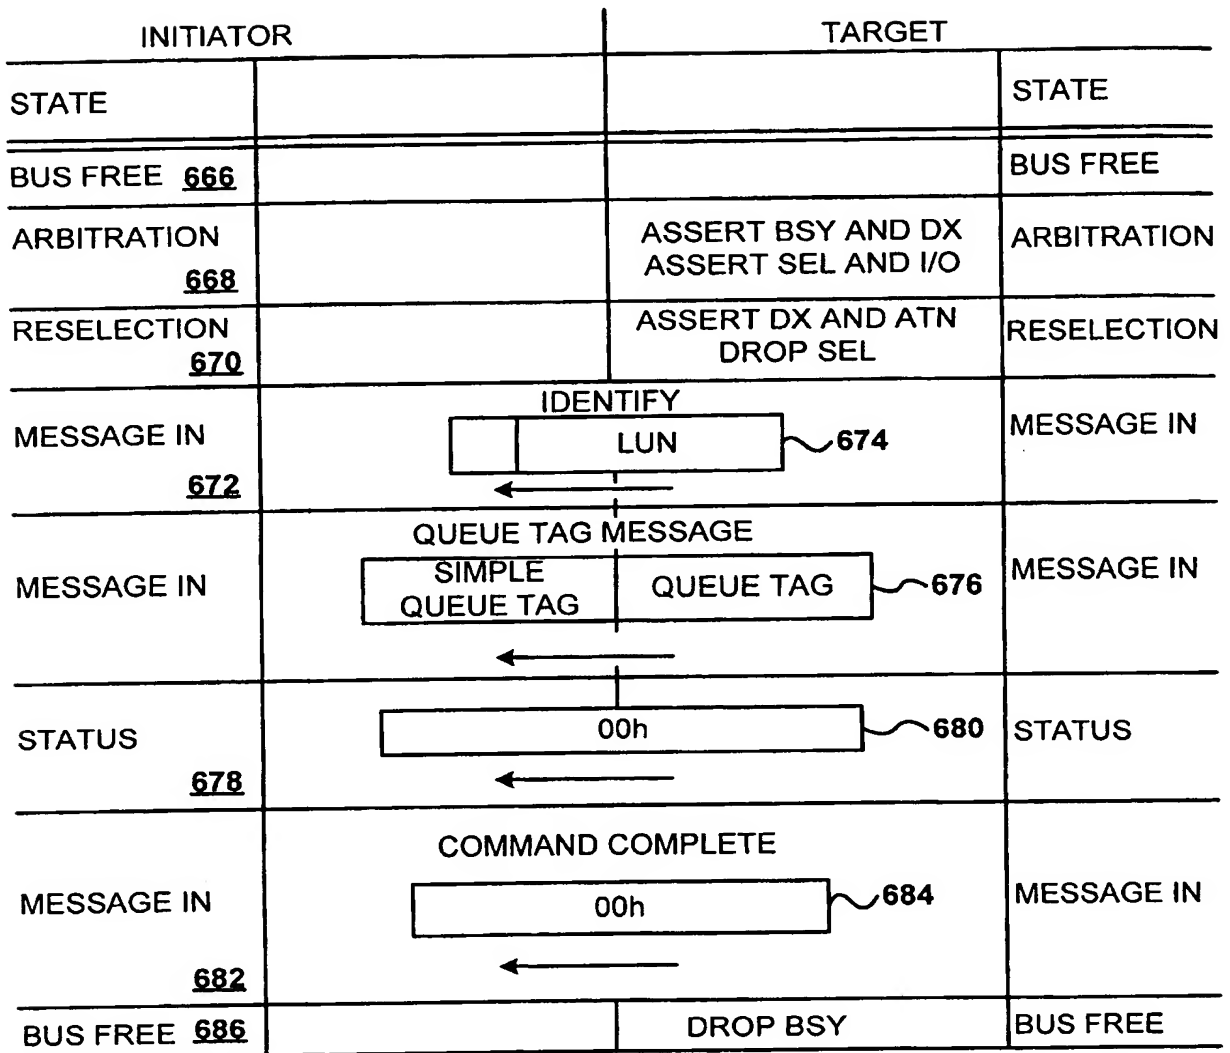 INITIATOR
TARGET
STATE
STATE
BUS FREE 666
BUS FREE
ARBITRATION
668
ASSERT BSY AND DX
ASSERT SEL AND I/O
ARBITRATION
RESELECTION
670
ASSERT DX AND ATN
DROP SEL
RESELECTION
MESSAGE IN
672
IDENTIFY
LUN
674
MESSAGE IN
MESSAGE IN
QUEUE TAG MESSAGE
SIMPLE
QUEUE TAG
QUEUE TAG
676
MESSAGE IN
STATUS
678
00h
680
STATUS
MESSAGE IN
682
COMMAND COMPLETE
00h
684
MESSAGE IN
BUS FREE 686
DROP BSY
BUS FREE